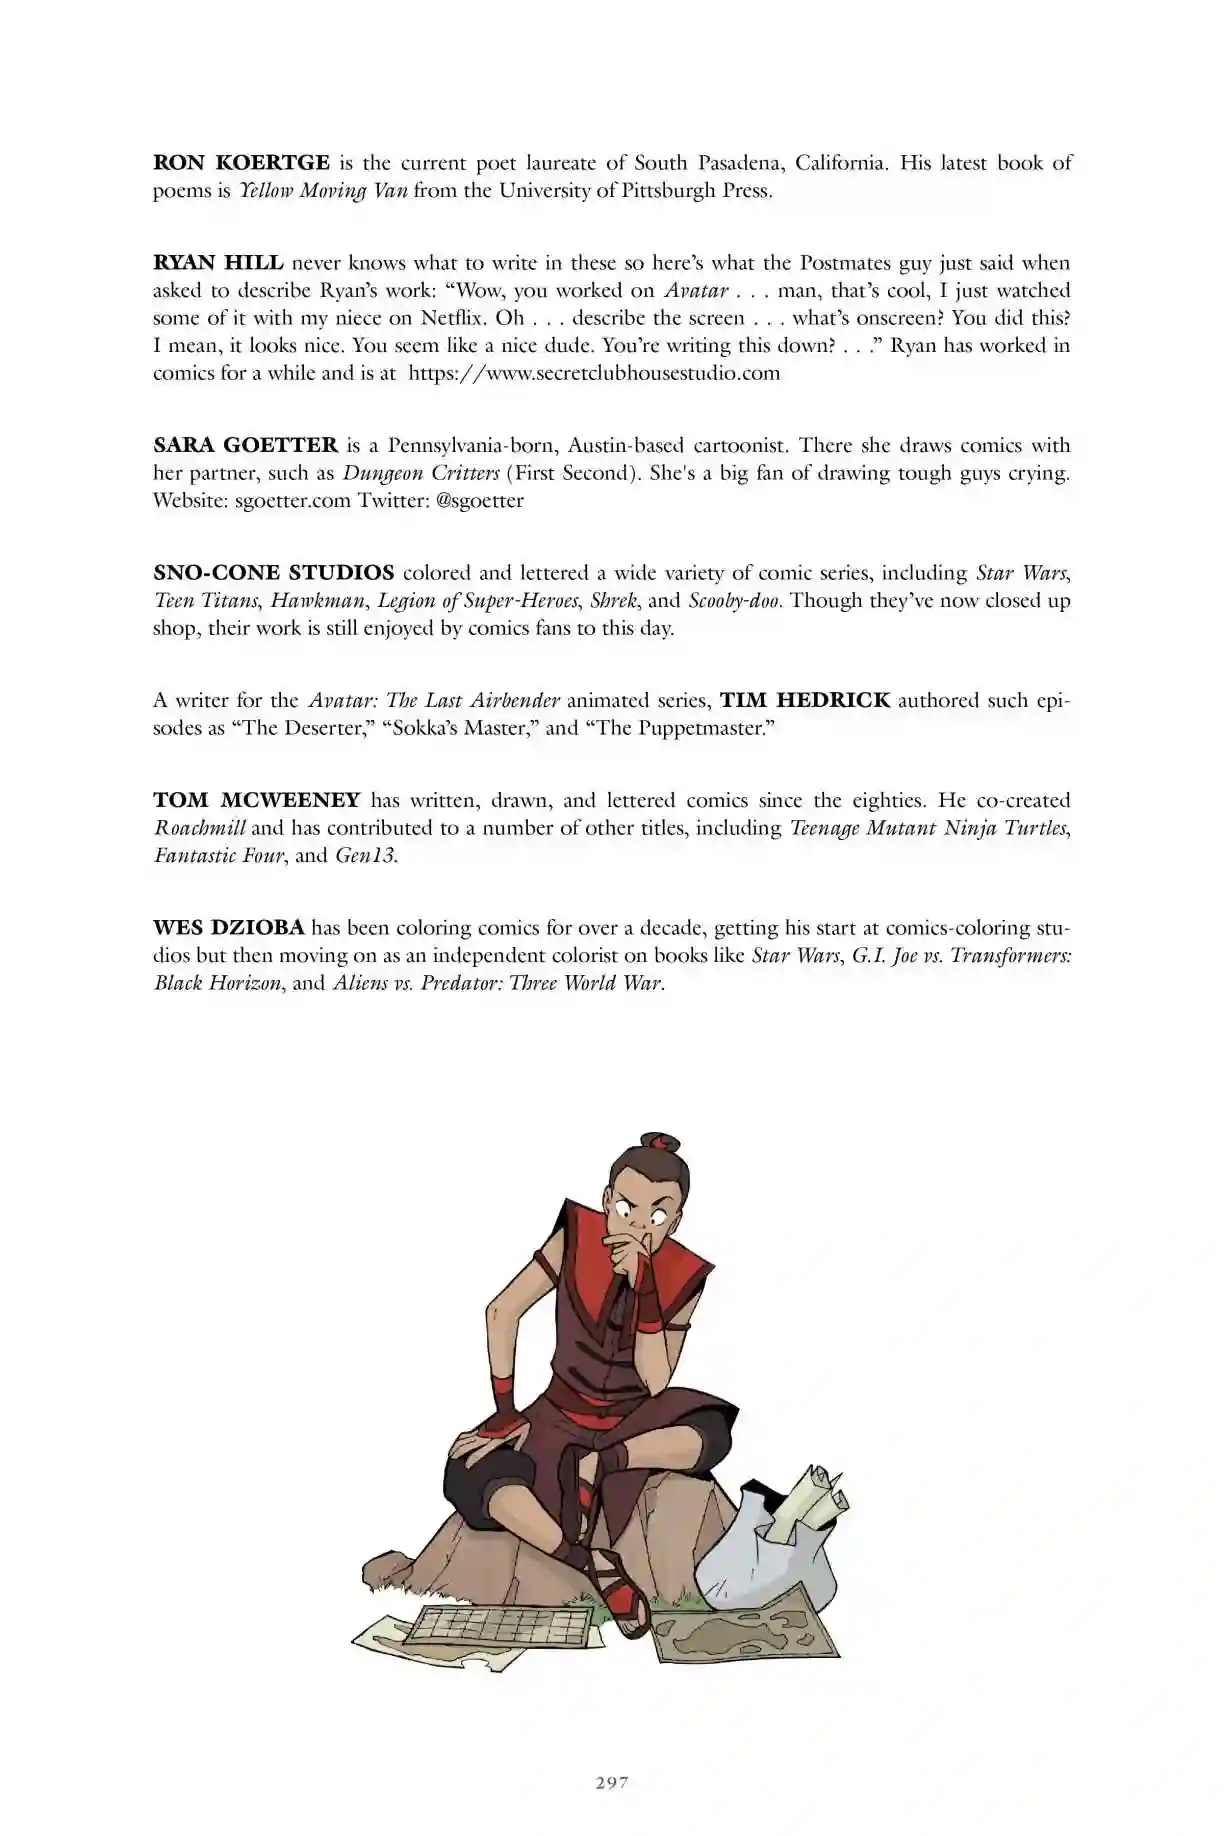 RON KOERTGE is the current poet laureate of South Pasadena, California. His latest book of
poems is Yellow Moving Van from the University of Pittsburgh Press.
RYAN HILL never knows what to write in these so here’s what the Postmates guy just said when
asked to describe Ryan’s work: “Wow, you worked on Avatar . . . man, that’s cool, I just watched
some of it with my niece on Netflix. Oh . . . describe the screen . . . what’s onscreen? You did this?
I mean, it looks nice. You seem like a nice dude. You’re writing this down? . . .” Ryan has worked in
comics for a while and is at  https://www.secretclubhousestudio.com
SARA GOETTER is a Pennsylvania-born, Austin-based cartoonist. There she draws comics with
her partner, such as Dungeon Critters (First Second). She's a big fan of drawing tough guys crying.
Website: sgoetter.com Twitter: @sgoetter
SNO-CONE STUDIOS colored and lettered a wide variety of comic series, including Star Wars,
Teen Titans, Hawkman, Legion of Super-Heroes, Shrek, and Scooby-doo. Though they’ve now closed up
shop, their work is still enjoyed by comics fans to this day.
A writer for the Avatar: The Last Airbender animated series, TIM HEDRICK authored such epi-
sodes as “The Deserter,” “Sokka’s Master,” and “The Puppetmaster.”
TOM MCWEENEY has written, drawn, and lettered comics since the eighties. He co-created
Roachmill and has contributed to a number of other titles, including Teenage Mutant Ninja Turtles,
Fantastic Four, and Gen13.
WES DZIOBA has been coloring comics for over a decade, getting his start at comics-coloring stu-
dios but then moving on as an independent colorist on books like Star Wars, G.I. Joe vs. Transformers:
Black Horizon, and Aliens vs. Predator: Three World War.
297